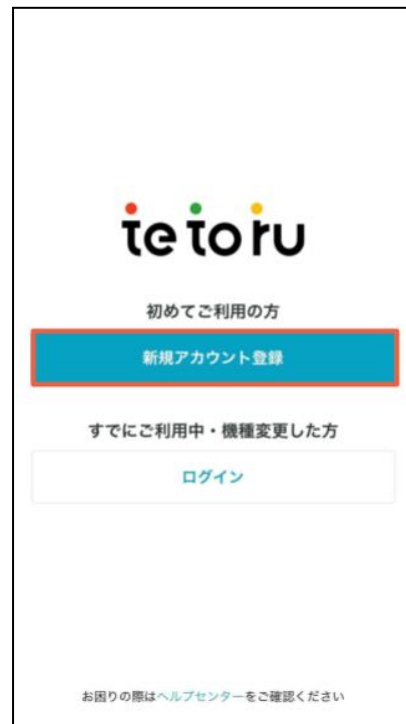 tetoru
初めてご利用の方
新規アカウント登録
すでにご利用中・機種変更した方
ログイン
お困りの際はヘルプセンターをご確認ください